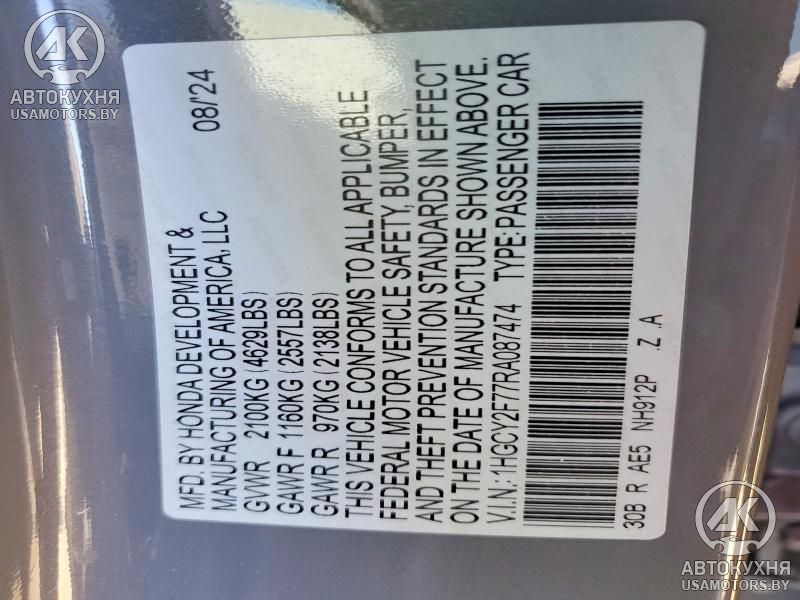 AK
АВТОКУХНЯ
USAMOTORS.BY
MFD. BY HONDA DEVELOPMENT & 08/'24
MANUFACTURING OF AMERICA, LLC
GVWR 2100KG (4629LBS)
GAWR F 1160KG (2557LBS)
GAWR R 970KG (2138LBS)
THIS VEHICLE CONFORMS TO ALL APPLICABLE
FEDERAL MOTOR VEHICLE SAFETY, BUMPER,
AND THEFT PREVENTION STANDARDS IN EFFECT
ON THE DATE OF MANUFACTURE SHOWN ABOVE.
V.I.N.: 1HGCY2F77RA087474 TYPE: PASSENGER CAR
30B R AE5 NH912P .Z .A
AK
АВТОКУХНЯ
USAMOTORS.BY